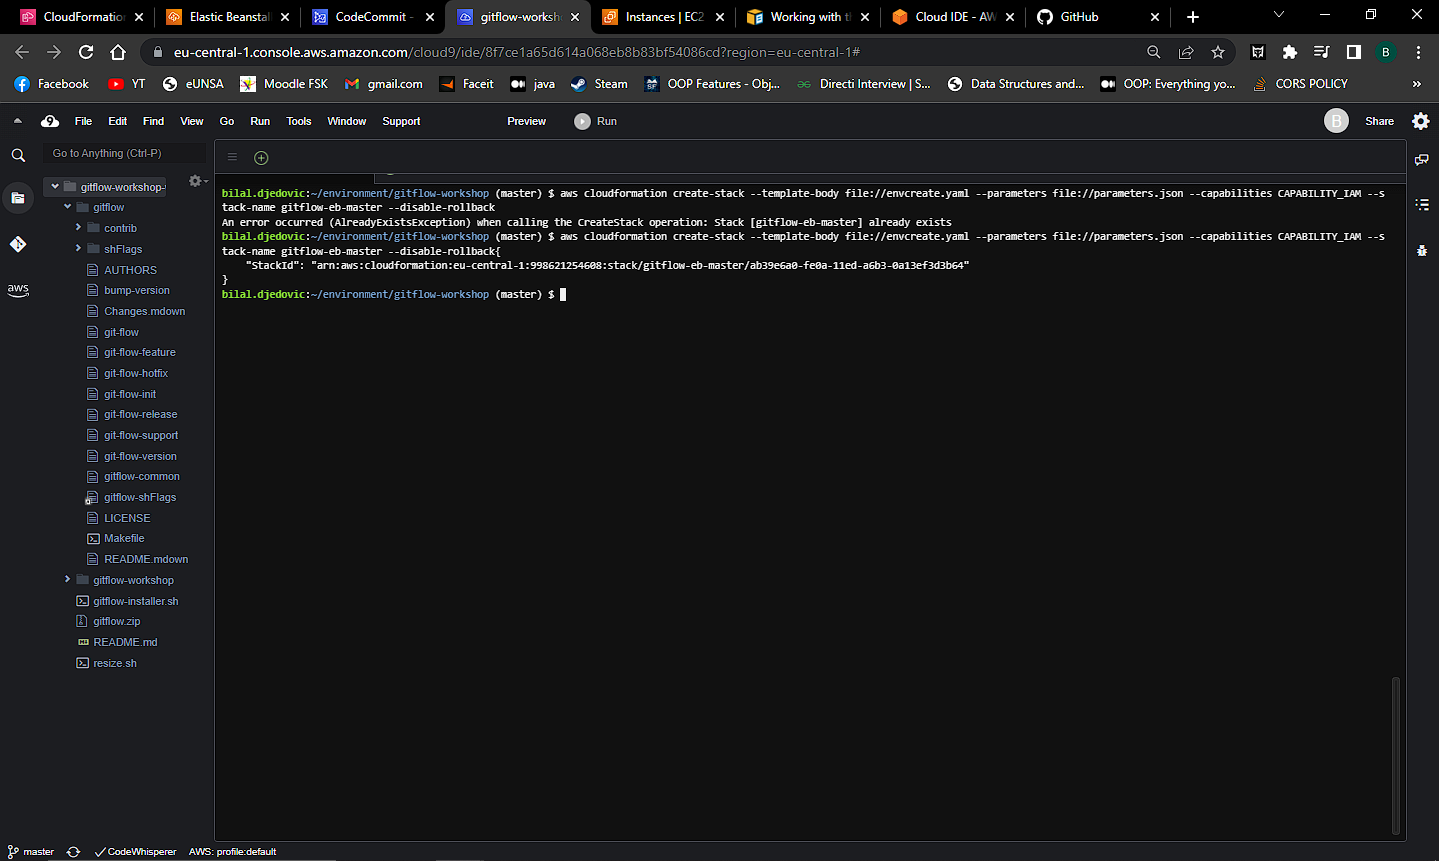 CloudFormation
Elastic Beanstal
CodeCommit -
gitflow-worksh
Instances | EC2
Working with t
Cloud IDE - AW
GitHub
eu-central-1.console.aws.amazon.com/cloud9/ide/8f7ce1a65d614a068eb8b83bf54086cd?region=eu-central-1#
B
Facebook
YT
eUNSA
Moodle FSK
gmail.com
Faceit
java
Steam
OOP Features - Obj...
Directi Interview | S...
Data Structures and...
OOP: Everything yo...
CORS POLICY
»
9
File
Edit
Find
View
Go
Run
Tools
Window
Support
Preview
Run
B
Share
Go to Anything (Ctrl-P)
gitflow-workshop-
gitflow
contrib
shFlags
AUTHORS
bump-version
Changes.mdown
git-flow
git-flow-feature
git-flow-hotfix
git-flow-init
git-flow-release
git-flow-support
git-flow-version
gitflow-common
gitflow-shFlags
LICENSE
Makefile
README.mdown
gitflow-workshop
gitflow-installer.sh
gitflow.zip
README.md
resize.sh
aws
bilal.djedovic:~/environment/gitflow-workshop (master) $ aws cloudformation create-stack --template-body file://envcreate.yaml --parameters file://parameters.json --capabilities CAPABILITY_IAM --s
tack-name gitflow-eb-master --disable-rollback
An error occurred (AlreadyExistsException) when calling the CreateStack operation: Stack [gitflow-eb-master] already exists
bilal.djedovic:~/environment/gitflow-workshop (master) $ aws cloudformation create-stack --template-body file://envcreate.yaml --parameters file://parameters.json --capabilities CAPABILITY_IAM --s
tack-name gitflow-eb-master --disable-rollback{
"StackId": "arn:aws:cloudformation:eu-central-1:998621254608:stack/gitflow-eb-master/ab39e6a0-fe0a-11ed-a6b3-0a13ef3d3b64"
}
bilal.djedovic:~/environment/gitflow-workshop (master) $
master
CodeWhisperer
AWS: profile:default